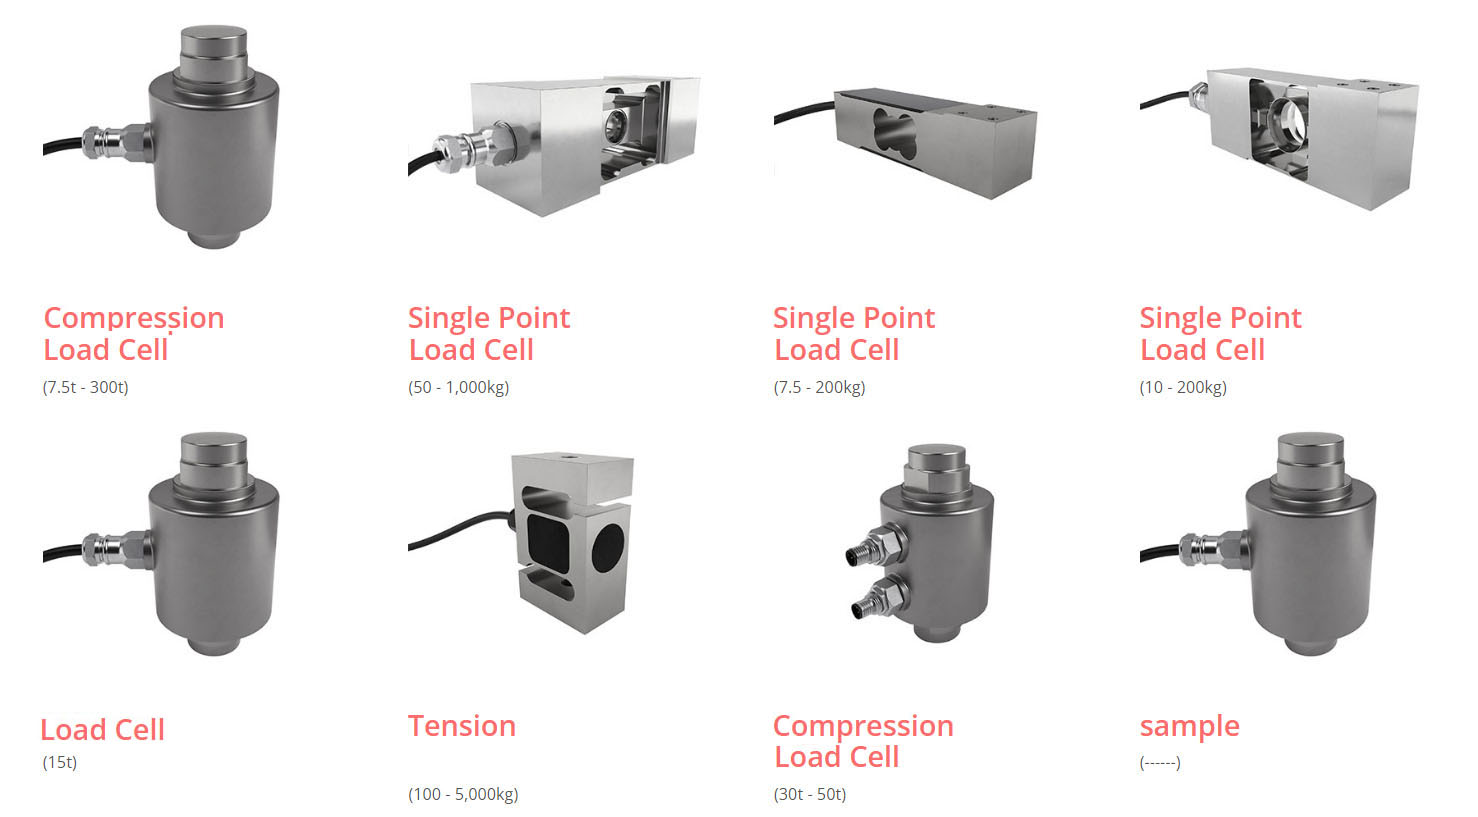 Compression
Load Cell
(7.5t - 300t)
Single Point
Load Cell
(50 - 1,000kg)
Single Point
Load Cell
(7.5 - 200kg)
Single Point
Load Cell
(10 - 200kg)
Load Cell
(15t)
Tension
(100 - 5,000kg)
Compression
Load Cell
(30t - 50t)
sample
(------)